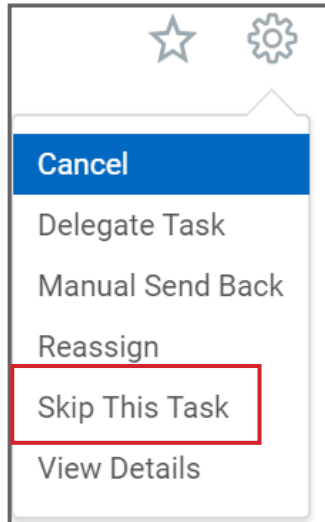 Cancel
Delegate Task
Manual Send Back
Reassign
Skip This Task
View Details